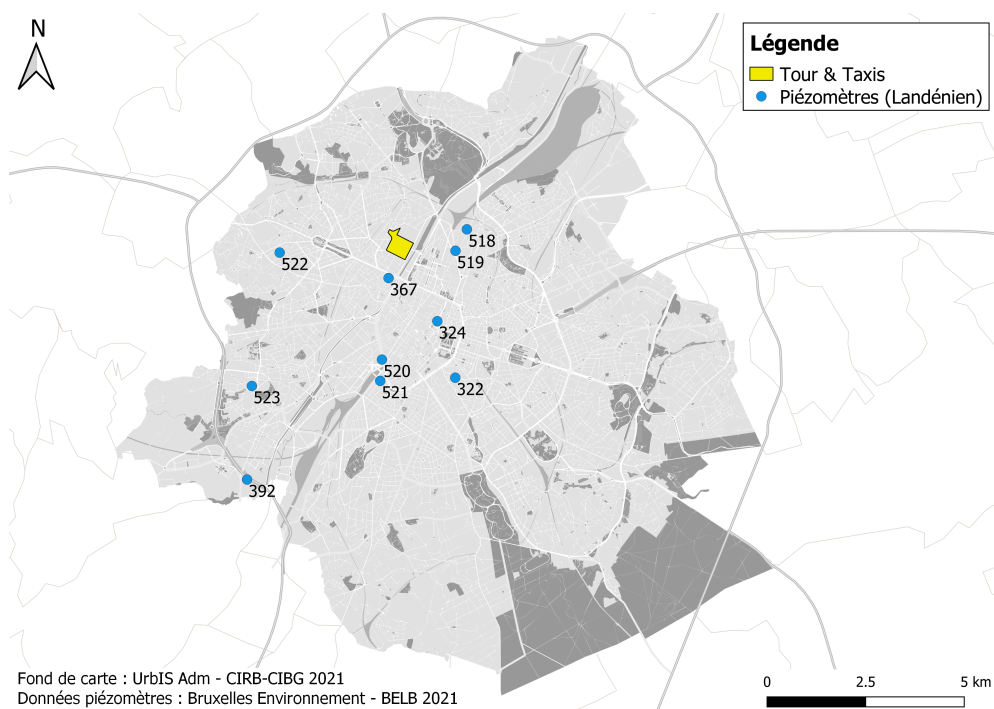 N
Légende
Tour & Taxis
Piézomètres (Landénien)
518
519
522
367
324
520
521
322
523
392
Fond de carte : UrbIS Adm - CIRB-CIBG 2021
Données piézomètres : Bruxelles Environnement - BELB 2021
0 2.5 5 km